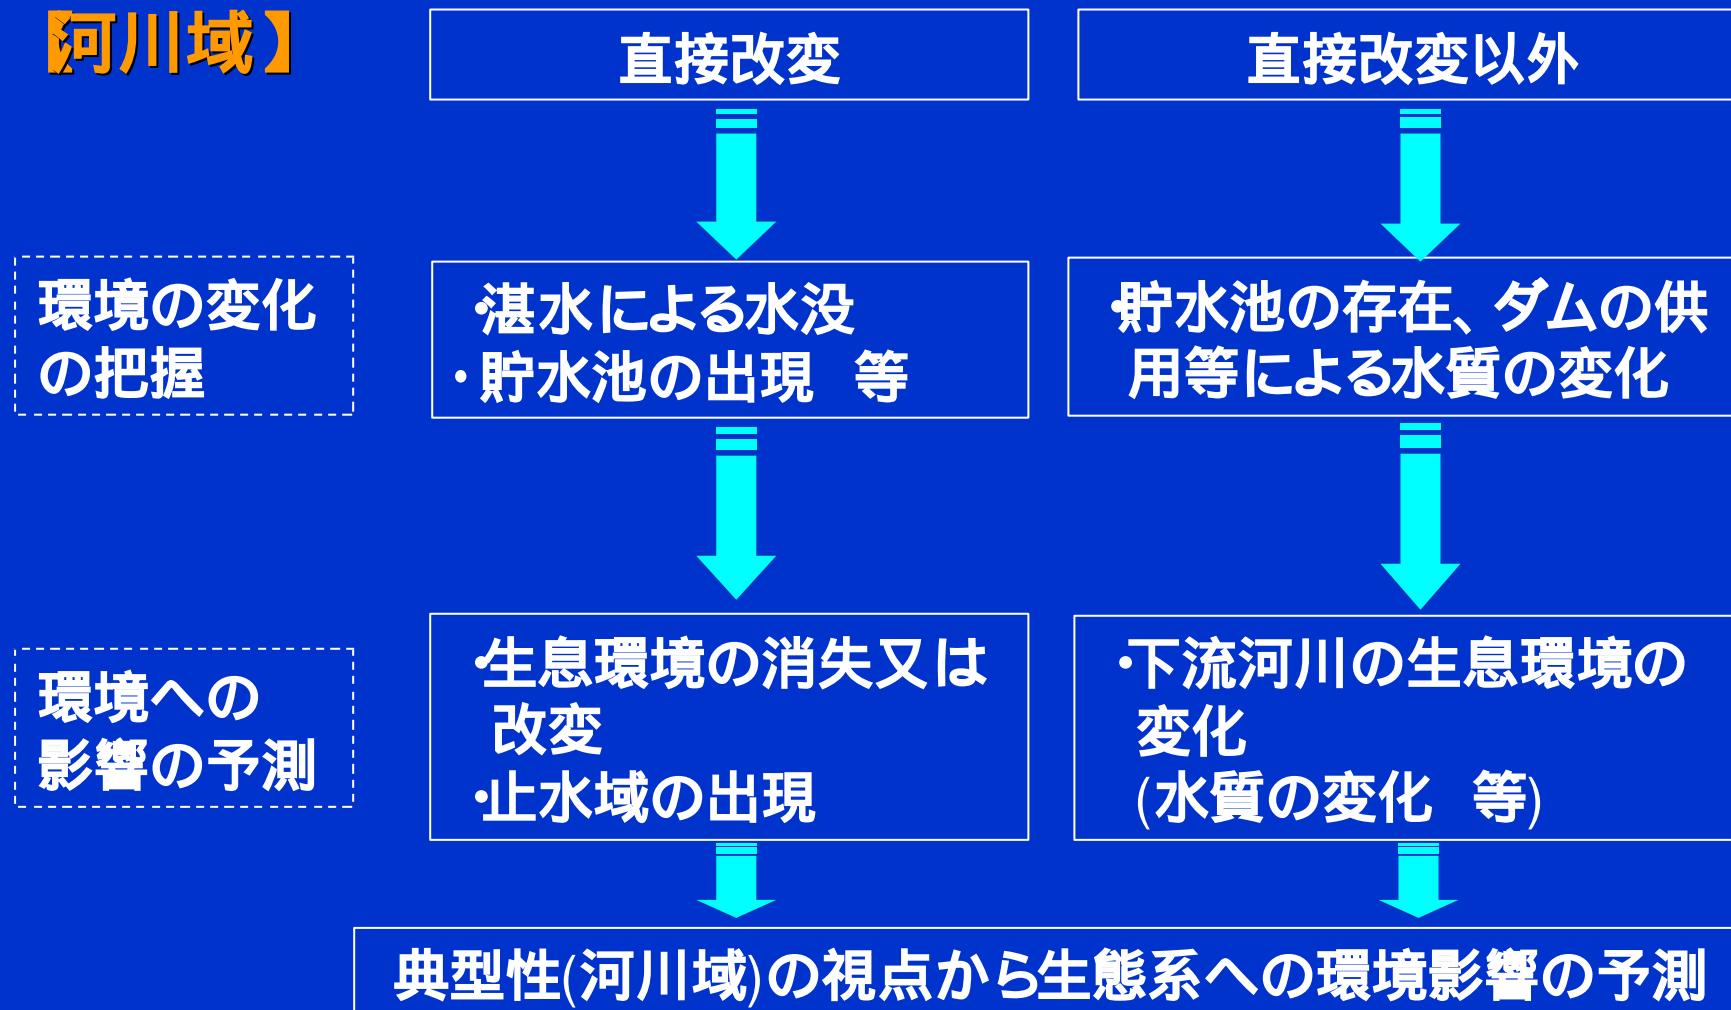 【河川域】
直接改変
直接改変以外
環境の変化
の把握
・湛水による水没
・貯水池の出現　等
・貯水池の存在、ダムの供
用等による水質の変化
環境への
影響の予測
・生息環境の消失又は
改変
・止水域の出現
・下流河川の生息環境の
変化
(水質の変化　等)
典型性(河川域)の視点から生態系への環境影響の予測